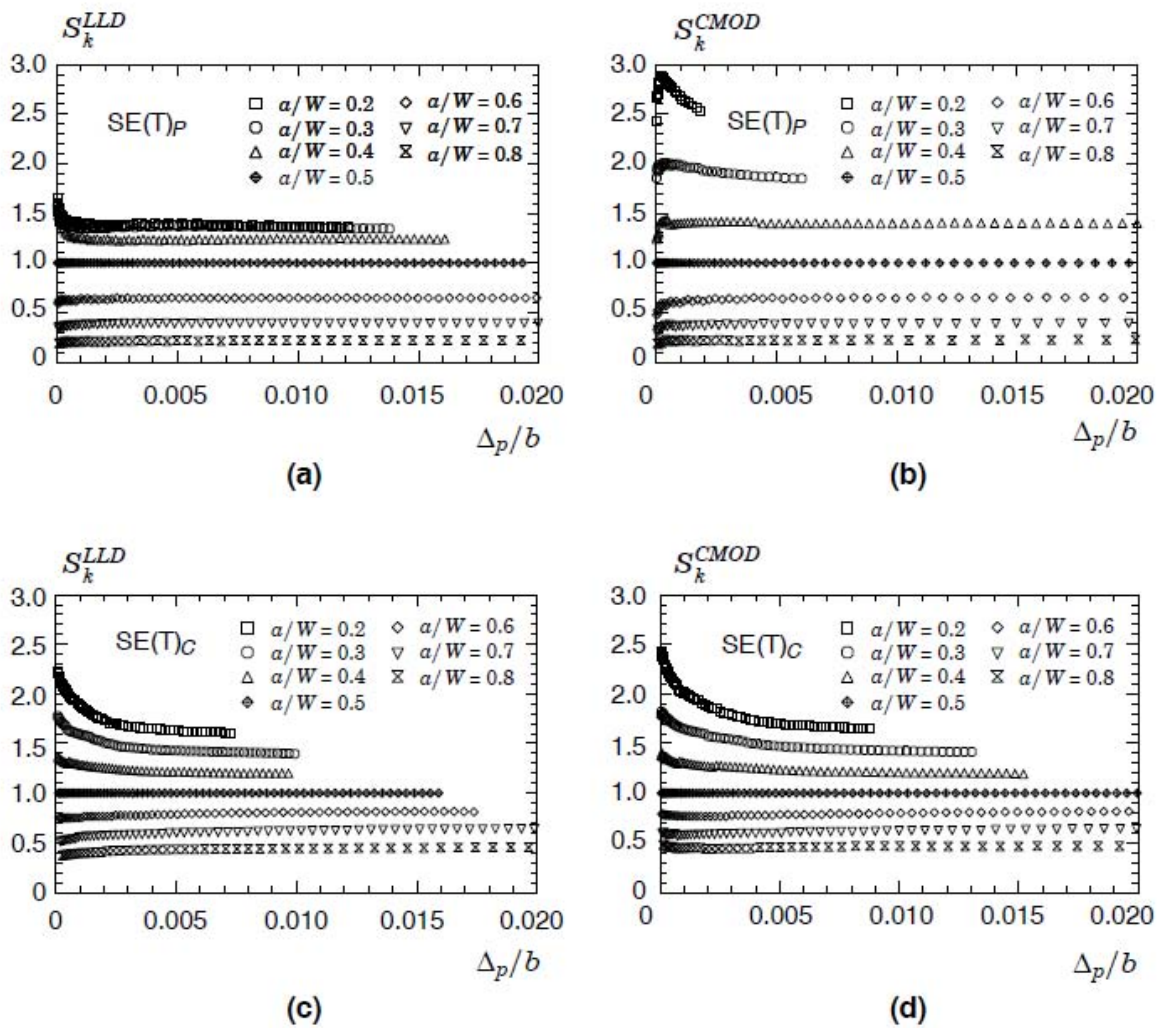 S_k^{LLD}
3.0
2.5
2.0
1.5
1.0
0.5
0
SE(T)_P
a/W = 0.2
a/W = 0.3
a/W = 0.4
a/W = 0.5
a/W = 0.6
a/W = 0.7
a/W = 0.8
0 0.005 0.010 0.015 0.020
Δ_p/b
(a)
S_k^{CMOD}
3.0
2.5
2.0
1.5
1.0
0.5
0
SE(T)_P
a/W = 0.2
a/W = 0.3
a/W = 0.4
a/W = 0.5
a/W = 0.6
a/W = 0.7
a/W = 0.8
0 0.005 0.010 0.015 0.020
Δ_p/b
(b)
S_k^{LLD}
3.0
2.5
2.0
1.5
1.0
0.5
0
SE(T)_C
a/W = 0.2
a/W = 0.3
a/W = 0.4
a/W = 0.5
a/W = 0.6
a/W = 0.7
a/W = 0.8
0 0.005 0.010 0.015 0.020
Δ_p/b
(c)
S_k^{CMOD}
3.0
2.5
2.0
1.5
1.0
0.5
0
SE(T)_C
a/W = 0.2
a/W = 0.3
a/W = 0.4
a/W = 0.5
a/W = 0.6
a/W = 0.7
a/W = 0.8
0 0.005 0.010 0.015 0.020
Δ_p/b
(d)